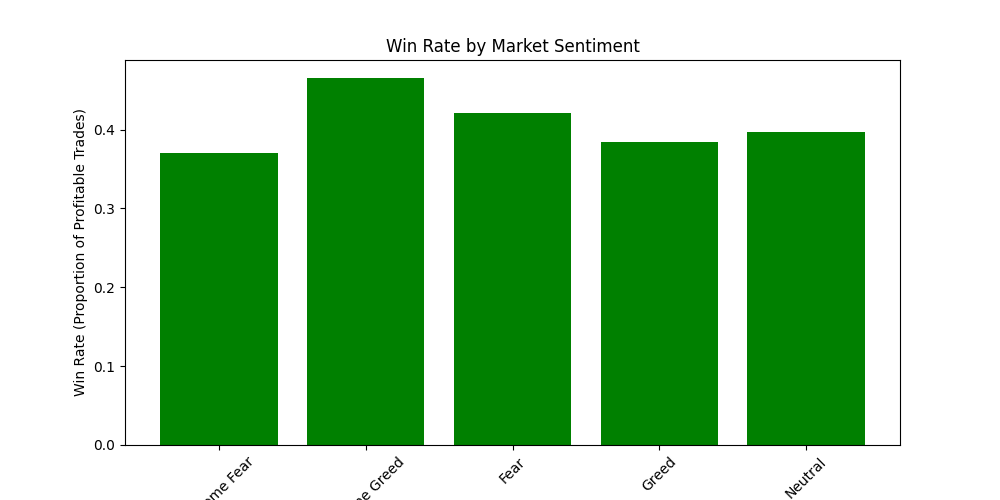 Win Rate by Market Sentiment
Win Rate (Proportion of Profitable Trades)
0.4
0.3
0.2
0.1
0.0
Fear
Greed
Fear
Greed
Neutral